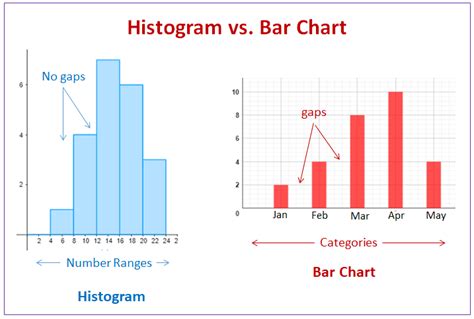 Histogram vs. Bar Chart
No gaps
6
4
2
2 4 6 8 10 12 14 16 18 20 22 24 2
Number Ranges
Histogram
10
8
6
4
2
0
gaps
Jan Feb Mar Apr May
Categories
Bar Chart